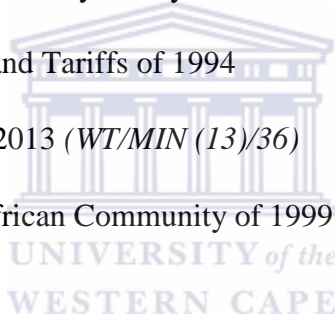 and Tariffs of 1994
2013 (WT/MIN (13)/36)
African Community of 1999
UNIVERSITY of the
WESTERN CAPE